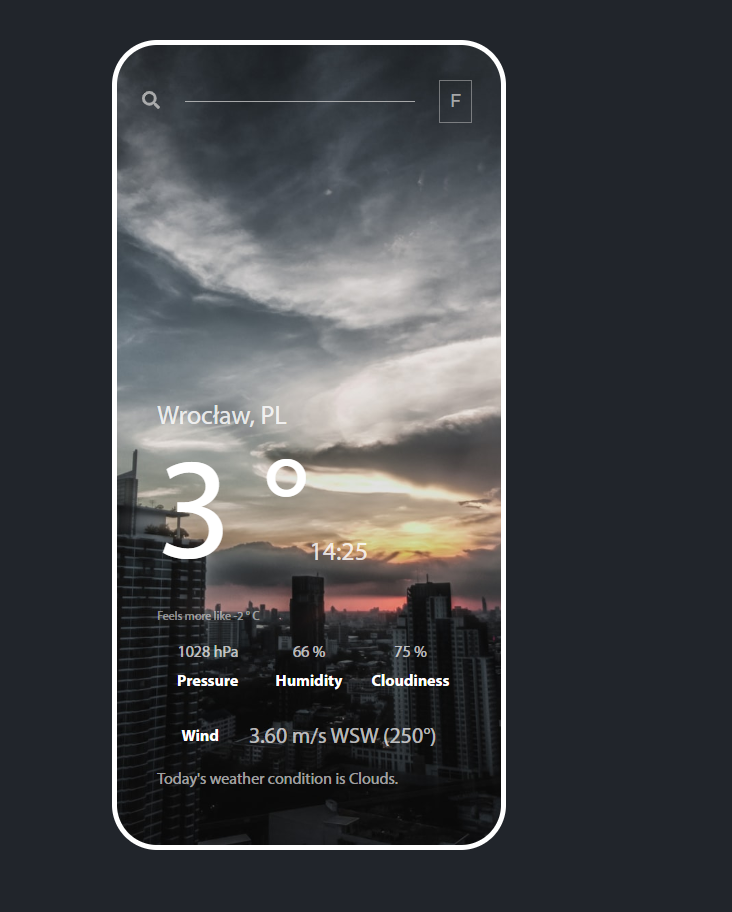 F
Wrocław, PL
3 °
14:25
Feels more like -2 ° C
1028 hPa 66 % 75 %
Pressure Humidity Cloudiness
Wind 3.60 m/s WSW (250°)
Today's weather condition is Clouds.